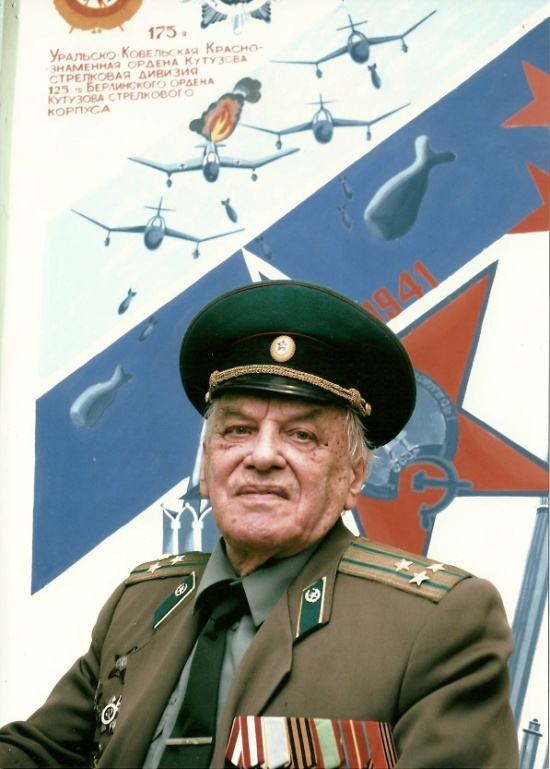 175 я
Уральско-Ковельская Красно-
знаменная ордена Кутузова
стрелковая дивизия
125 го Берлинского ордена
Кутузова стрелкового
корпуса
1941